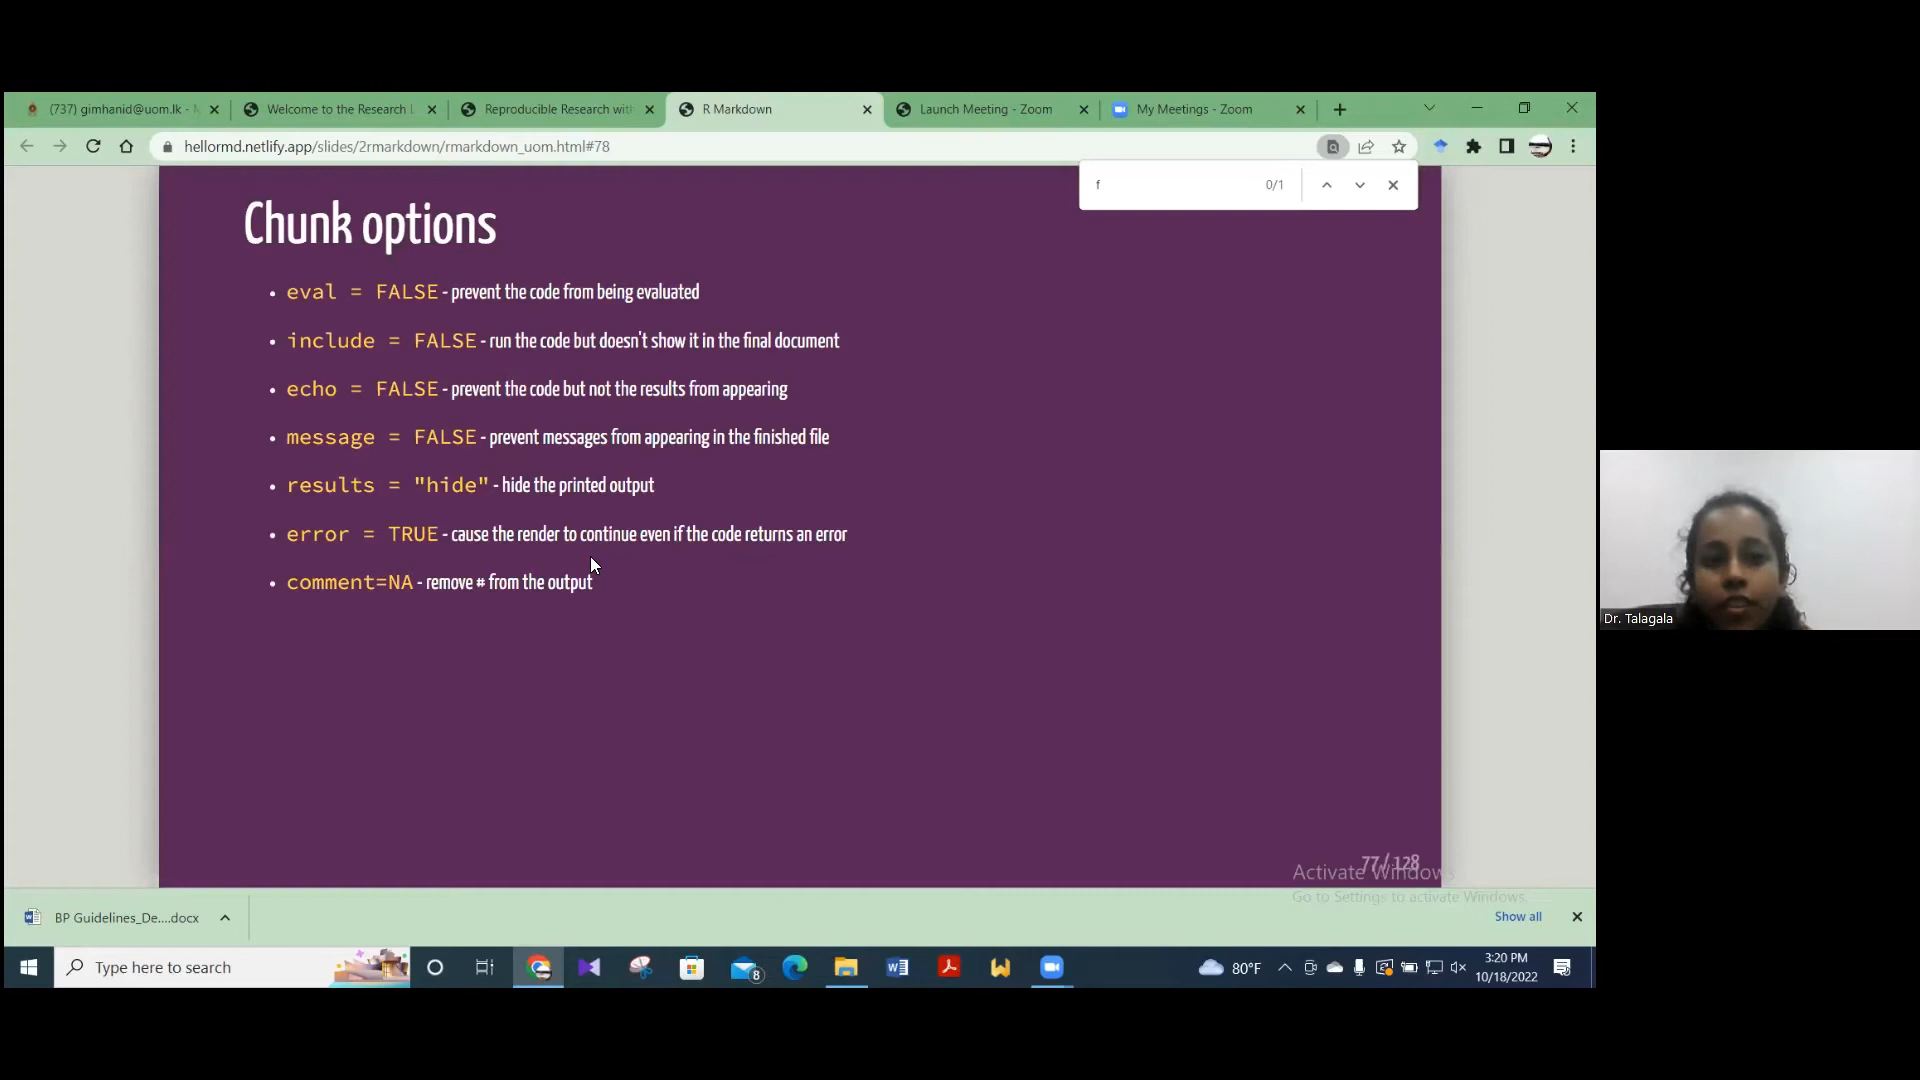 (737) gimhanid@uom.lk -
Welcome to the Research
Reproducible Research with
R Markdown
Launch Meeting - Zoom
My Meetings - Zoom
hellormd.netlify.app/slides/2rmarkdown/rmarkdown_uom.html#78
f
0/1
Chunk options
• eval = FALSE - prevent the code from being evaluated
• include = FALSE - run the code but doesn't show it in the final document
• echo = FALSE - prevent the code but not the results from appearing
• message = FALSE - prevent messages from appearing in the finished file
• results = "hide" - hide the printed output
• error = TRUE - cause the render to continue even if the code returns an error
• comment=NA - remove # from the output
Dr. Talagala
77 / 128
Activate Windows
Go to Settings to activate Windows.
BP Guidelines_De....docx
Show all
Type here to search
8
80°F
3:20 PM
10/18/2022